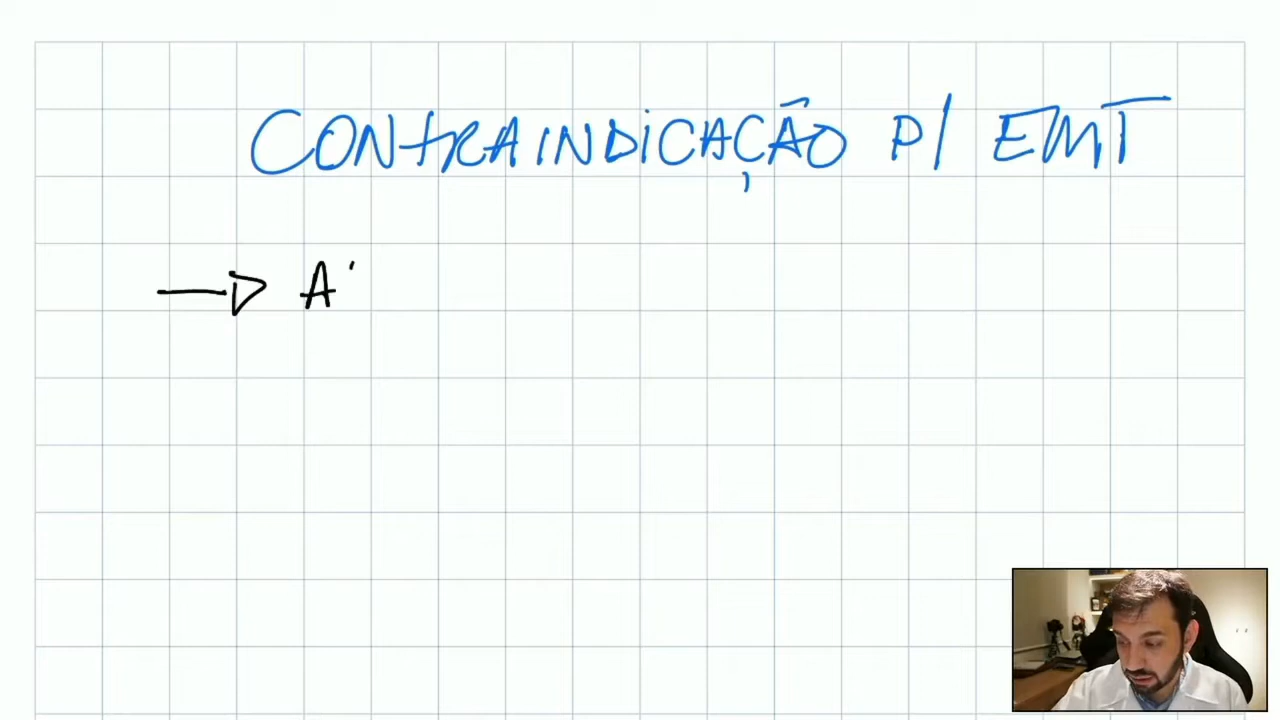 CONTRAINDICAÇÃO P/ EMT
→ A